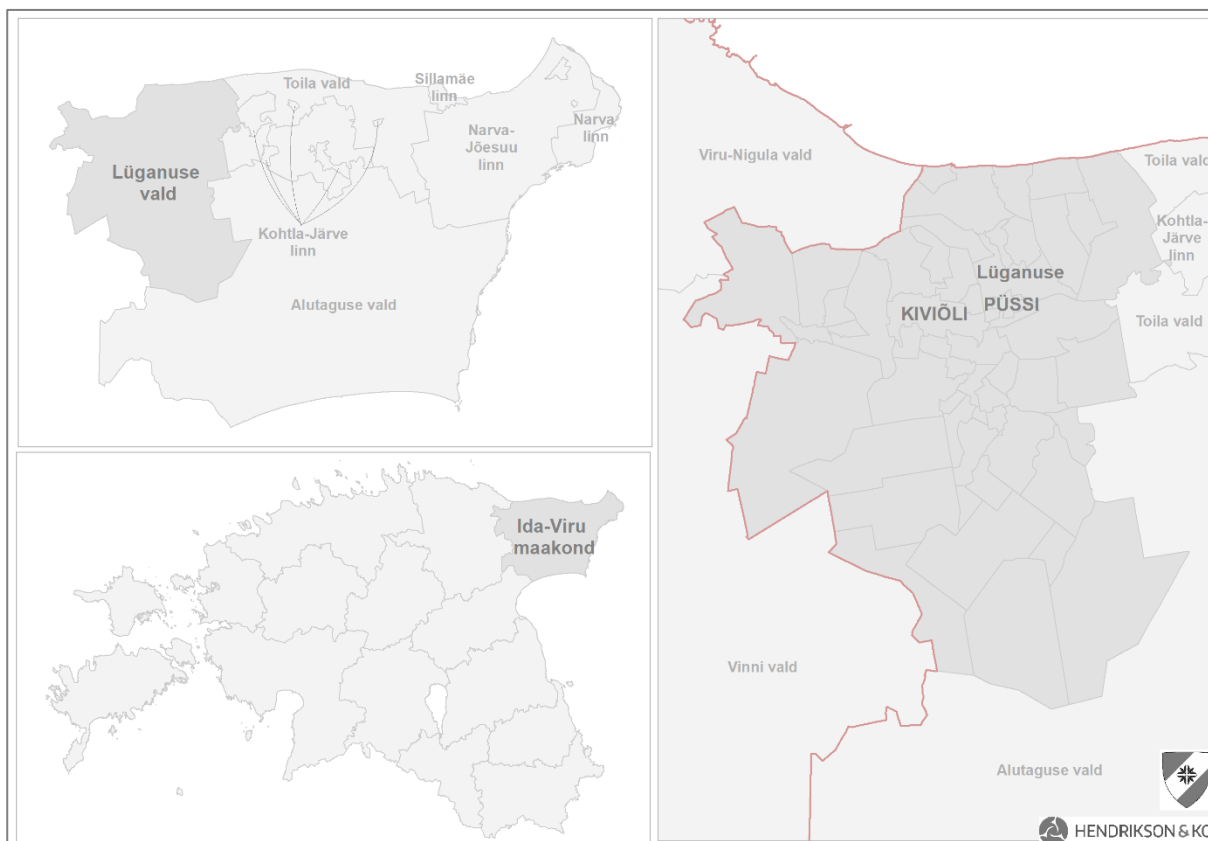 Toila vald
Sillamäe
linn
Narva-
Jõesuu
linn
Narva
linn
Lüganuse
vald
Kohtla-Järve
linn
Alutaguse vald
Ida-Viru
maakond
Viru-Nigula vald
Toila vald
Kohtla-
Järve
linn
Lüganuse
PÜSSI
KIVIÕLI
Toila vald
Vinni vald
Alutaguse vald
HENDRIKSON & KO